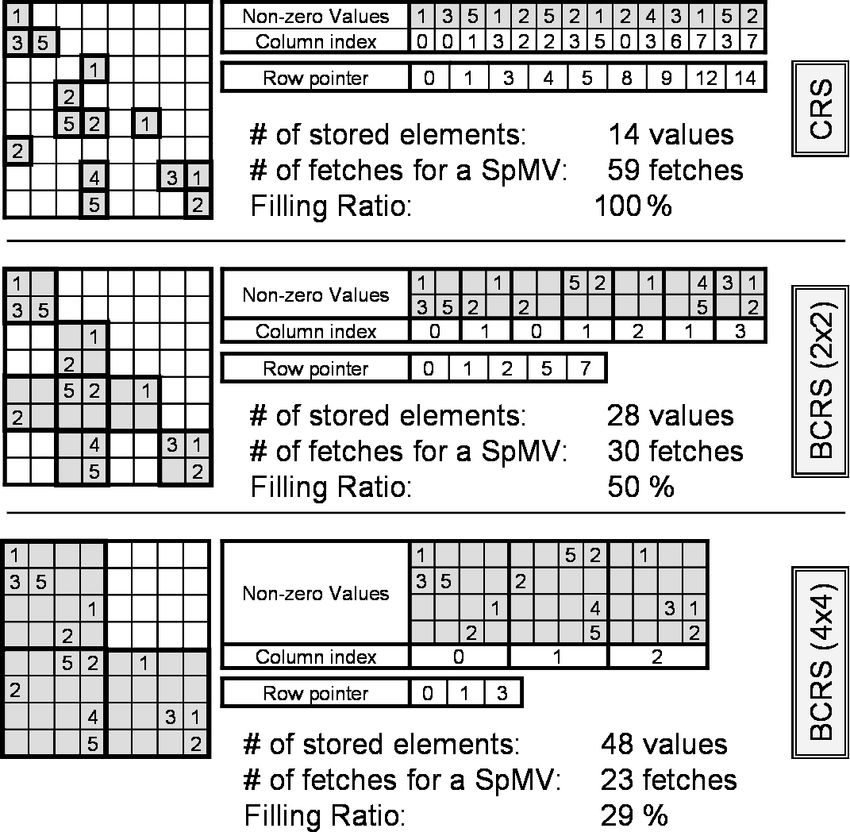 1
3 5
1
2
5 2 1
2
4 3 1
5 2
Non-zero Values 1 3 5 1 2 5 2 1 2 4 3 1 5 2
Column index 0 0 1 3 2 2 3 5 0 3 6 7 3 7
Row pointer 0 1 3 4 5 8 9 12 14
# of stored elements: 14 values
# of fetches for a SpMV: 59 fetches
Filling Ratio: 100 %
CRS
1
3 5
1
2
5 2 1
2
4 3 1
5 2
Non-zero Values
1 1 5 2 1 4 3 1
3 5 2 2 5 2
Column index 0 1 0 1 2 1 3
Row pointer 0 1 2 5 7
# of stored elements: 28 values
# of fetches for a SpMV: 30 fetches
Filling Ratio: 50 %
BCRS (2x2)
1
3 5
1
2
5 2 1
2
4 3 1
5 2
Non-zero Values
1 5 2 1
3 5 2
1 4 3 1
2 5 2
Column index 0 1 2
Row pointer 0 1 3
# of stored elements: 48 values
# of fetches for a SpMV: 23 fetches
Filling Ratio: 29 %
BCRS (4x4)